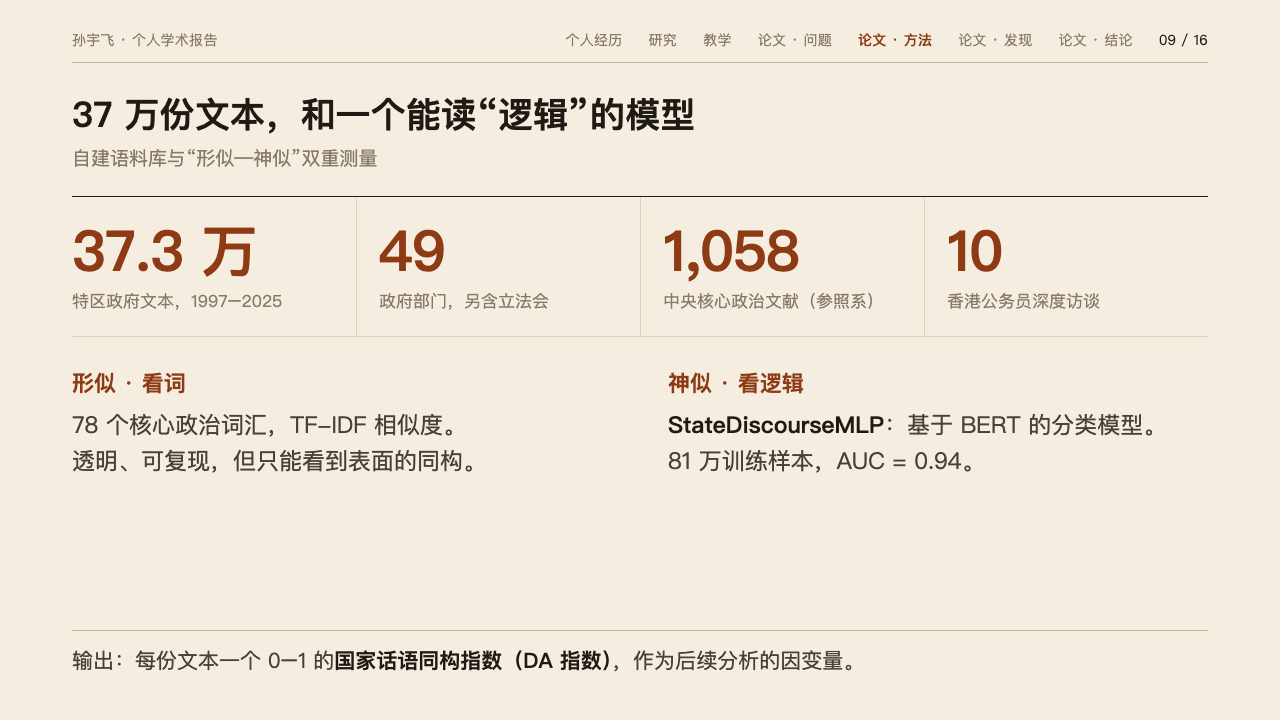 孙宇飞 · 个人学术报告
个人经历 研究 教学 论文 · 问题 论文 · 方法 论文 · 发现 论文 · 结论 09 / 16
37 万份文本，和一个能读“逻辑”的模型
自建语料库与“形似—神似”双重测量
37.3 万 49 1,058 10
特区政府文本，1997—2025 政府部门，另含立法会 中央核心政治文献（参照系） 香港公务员深度访谈
形似 · 看词
78 个核心政治词汇，TF-IDF 相似度。
透明、可复现，但只能看到表面的同构。
神似 · 看逻辑
StateDiscourseMLP：基于 BERT 的分类模型。
81 万训练样本，AUC = 0.94。
输出：每份文本一个 0—1 的国家话语同构指数（DA 指数），作为后续分析的因变量。